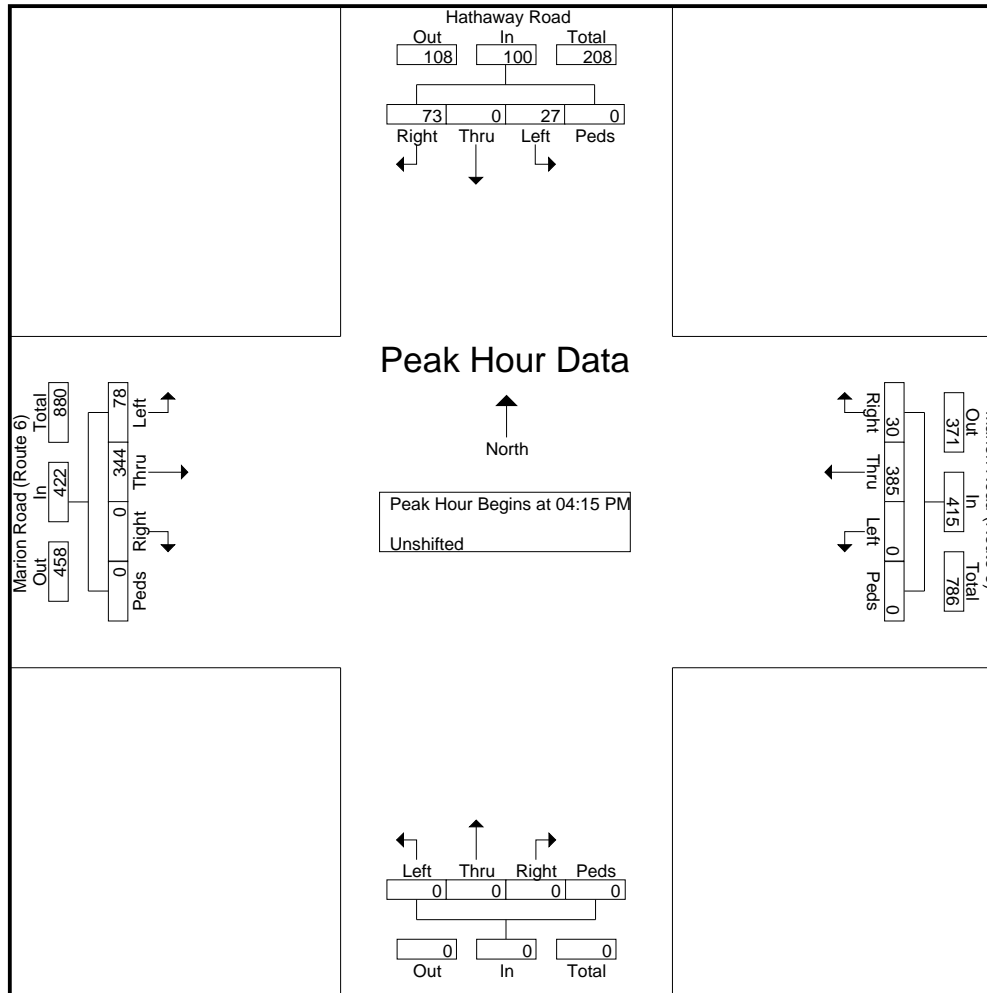 Hathaway Road
Out In Total
108 100 208
73 0 27 0
Right Thru Left Peds
Peak Hour Data
North
Peak Hour Begins at 04:15 PM
Unshifted
Marion Road (Route 6)
Total In Out
880 422 458
78 344 0 0
Left Thru Right Peds
Right Thru Left Peds
30 385 0 0
Out In Total
371 415 786
Left Thru Right Peds
0 0 0 0
0 0 0
Out In Total